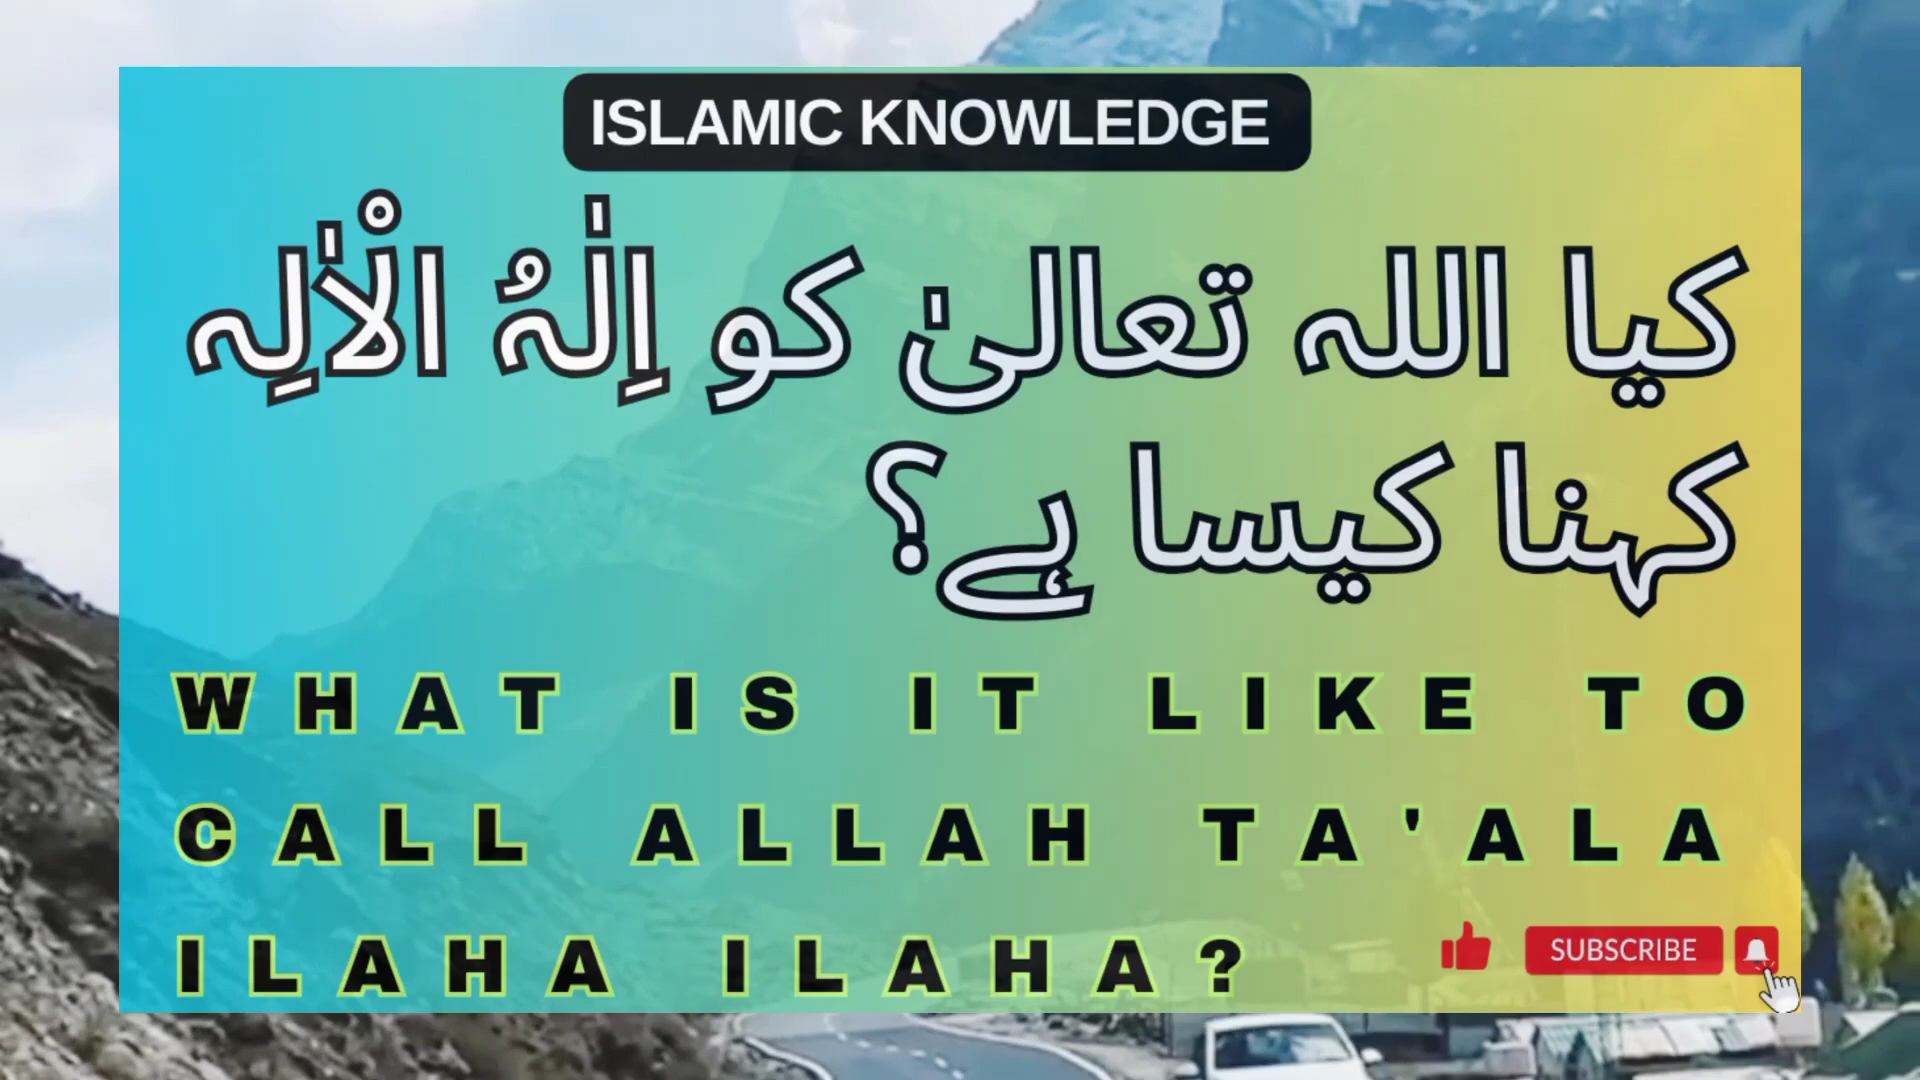 ISLAMIC KNOWLEDGE
کیا اللہ تعالیٰ کو اِلٰہُ الْاٰلِہ
کہنا کیسا ہے؟
WHAT IS IT LIKE TO
CALL ALLAH TA'ALA
ILAHA ILAHA?
SUBSCRIBE